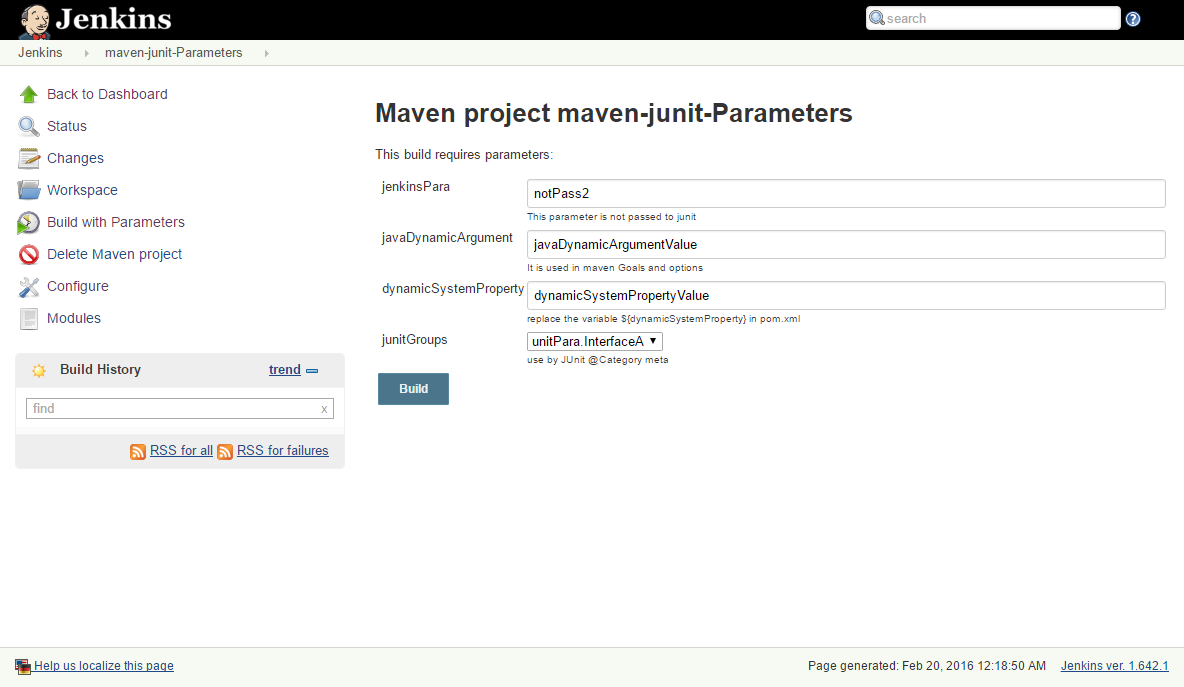 Jenkins
search
?
Jenkins
maven-junit-Parameters
Back to Dashboard
Status
Changes
Workspace
Build with Parameters
Delete Maven project
Configure
Modules
Build History trend
find x
RSS for all RSS for failures
Maven project maven-junit-Parameters
This build requires parameters:
jenkinsPara notPass2
This parameter is not passed to junit
javaDynamicArgument javaDynamicArgumentValue
It is used in maven Goals and options
dynamicSystemProperty dynamicSystemPropertyValue
replace the variable ${dynamicSystemProperty} in pom.xml
junitGroups unitPara.InterfaceA
use by JUnit @Category meta
Build
Help us localize this page
Page generated: Feb 20, 2016 12:18:50 AM Jenkins ver. 1.642.1